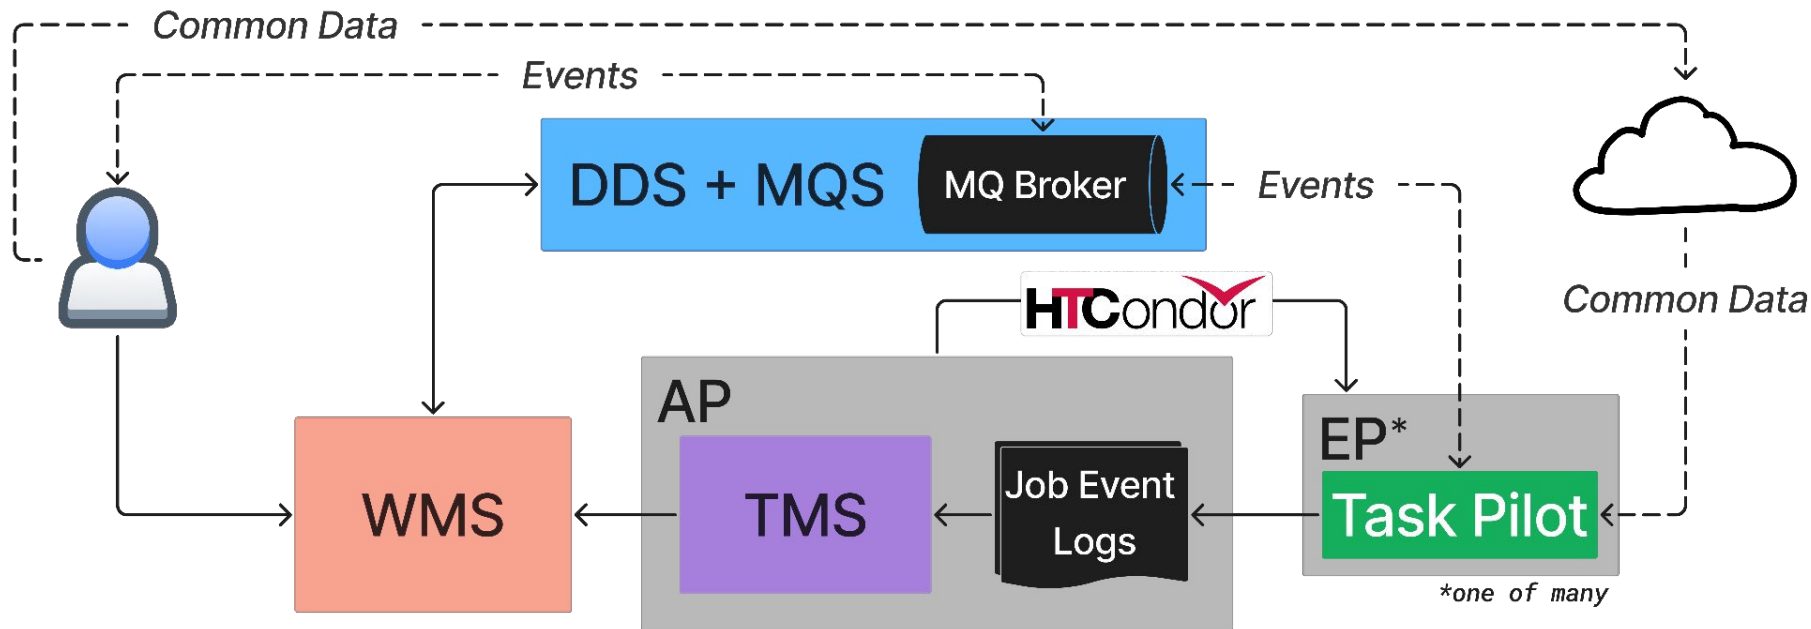 Common Data
Events
DDS + MQS
MQ Broker
Events
HTCondor
Common Data
AP
EP*
WMS
TMS
Job Event
Logs
Task Pilot
*one of many